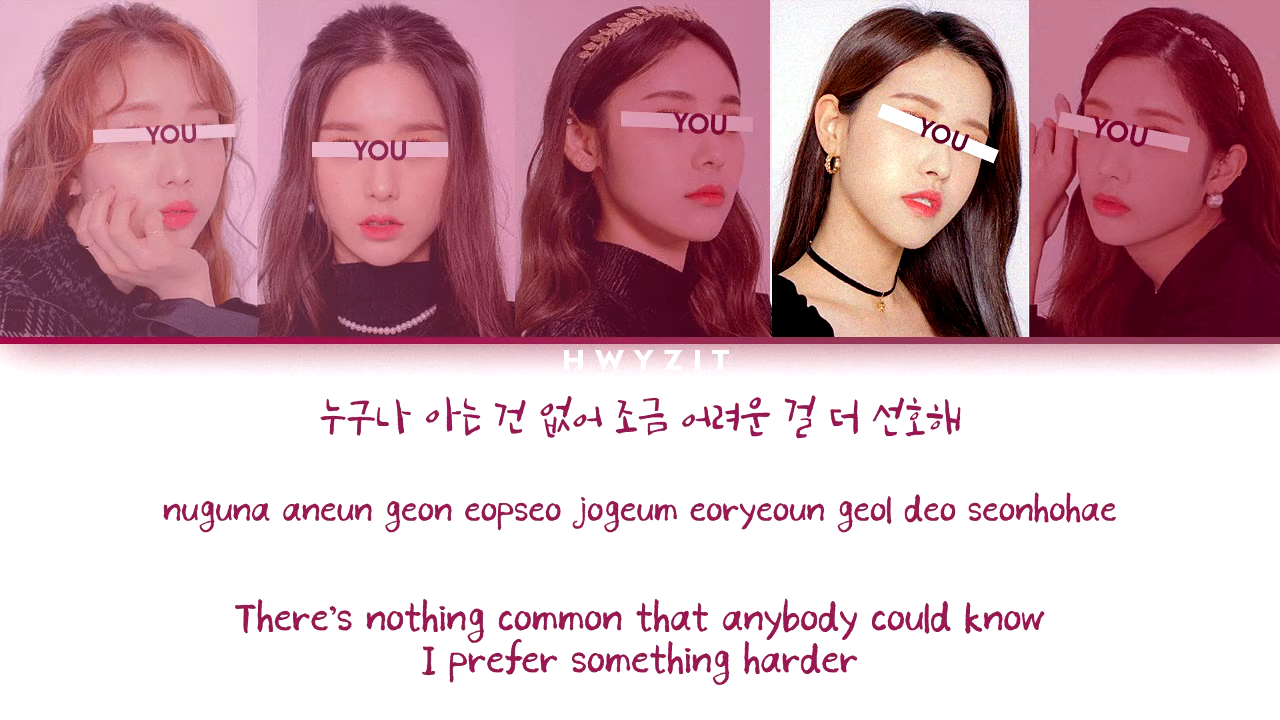 YOU
YOU
YOU
YOU
YOU
HWYZIT
누구나 아는 건 없어 조금 어려운 걸 더 선호해
nuguna aneun geon eopseo jogeum eoryeoun geol deo seonhohae
There's nothing common that anybody could know
I prefer something harder